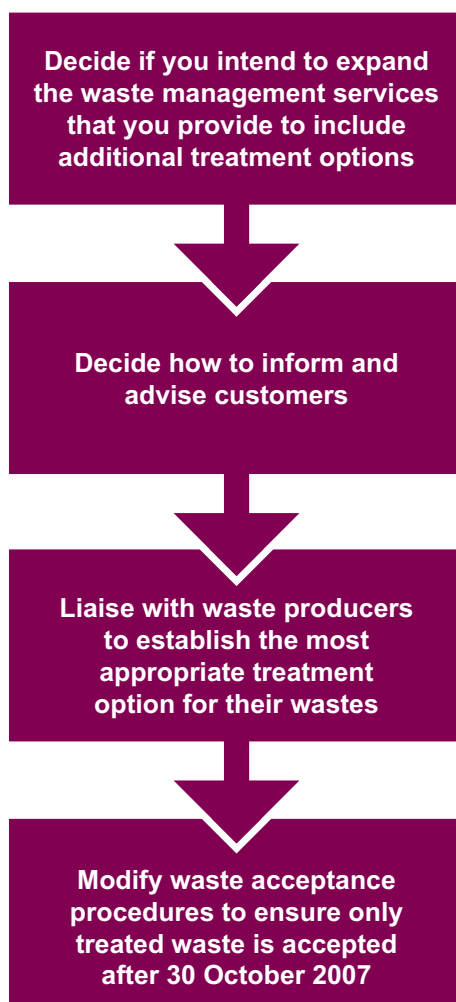 Decide if you intend to expand
the waste management services
that you provide to include
additional treatment options
Decide how to inform and
advise customers
Liaise with waste producers
to establish the most
appropriate treatment
option for their wastes
Modify waste acceptance
procedures to ensure only
treated waste is accepted
after 30 October 2007